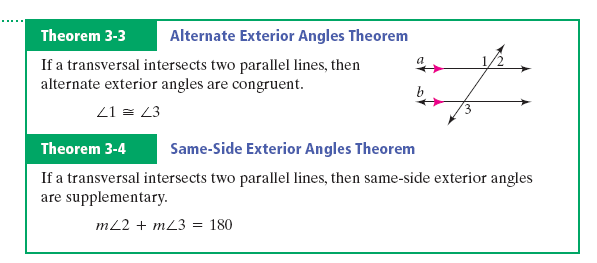 Theorem 3-3 Alternate Exterior Angles Theorem
If a transversal intersects two parallel lines, then
alternate exterior angles are congruent.
∠1 ≅ ∠3
a
1 2
b
3
Theorem 3-4 Same-Side Exterior Angles Theorem
If a transversal intersects two parallel lines, then same-side exterior angles
are supplementary.
m∠2 + m∠3 = 180